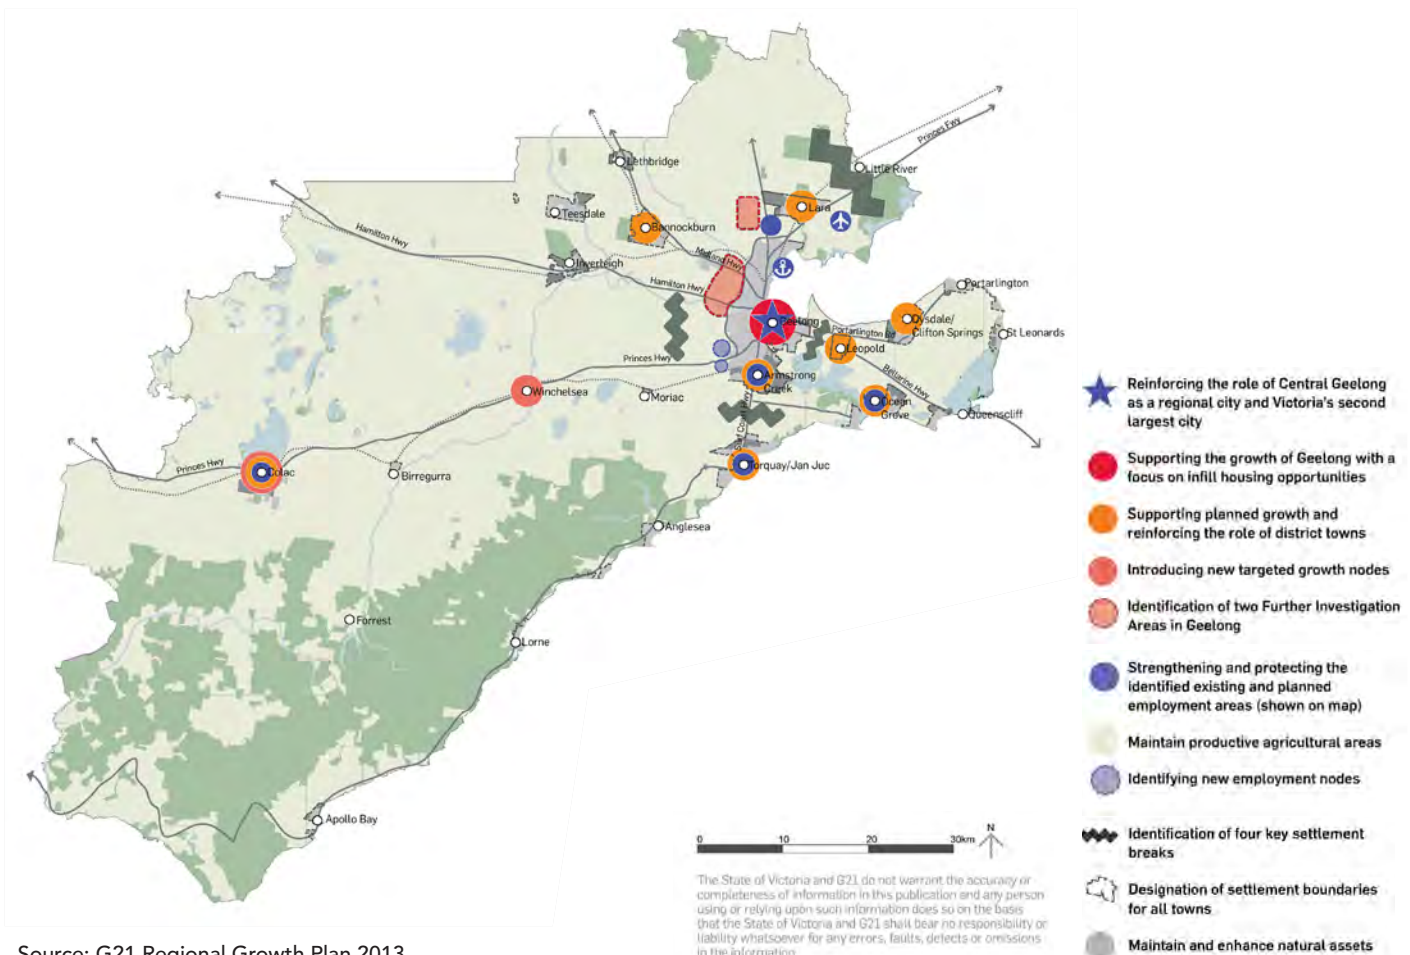 Princes Fwy
Little River
Lethbridge
Lara
Teesdale
Bannockburn
Hamilton Hwy
Midland Hwy
Inverleigh
Hamilton Hwy
Portarlington
Geelong
Drysdale/
Clifton Springs
St Leonards
Portarlington Rd
Leopold
Princes Hwy
Armstrong
Creek
Bellarine Hwy
Winchelsea
Moriac
Ocean
Grove
Queenscliff
Surf Coast Hwy
Princes Hwy
Colac
Birregurra
Torquay/Jan Juc
Anglesea
Forrest
Lorne
Apollo Bay
Reinforcing the role of Central Geelong
as a regional city and Victoria's second
largest city
Supporting the growth of Geelong with a
focus on infill housing opportunities
Supporting planned growth and
reinforcing the role of district towns
Introducing new targeted growth nodes
Identification of two Further Investigation
Areas in Geelong
Strengthening and protecting the
identified existing and planned
employment areas (shown on map)
Maintain productive agricultural areas
Identifying new employment nodes
Identification of four key settlement
breaks
Designation of settlement boundaries
for all towns
Maintain and enhance natural assets
0 10 20 30km N
The State of Victoria and G21 do not warrant the accuracy or
completeness of information in this publication and any person
using or relying upon such information does so on the basis
that the State of Victoria and G21 shall bear no responsibility or
liability whatsoever for any errors, faults, defects or omissions
in the information.
Source: G21 Regional Growth Plan 2013